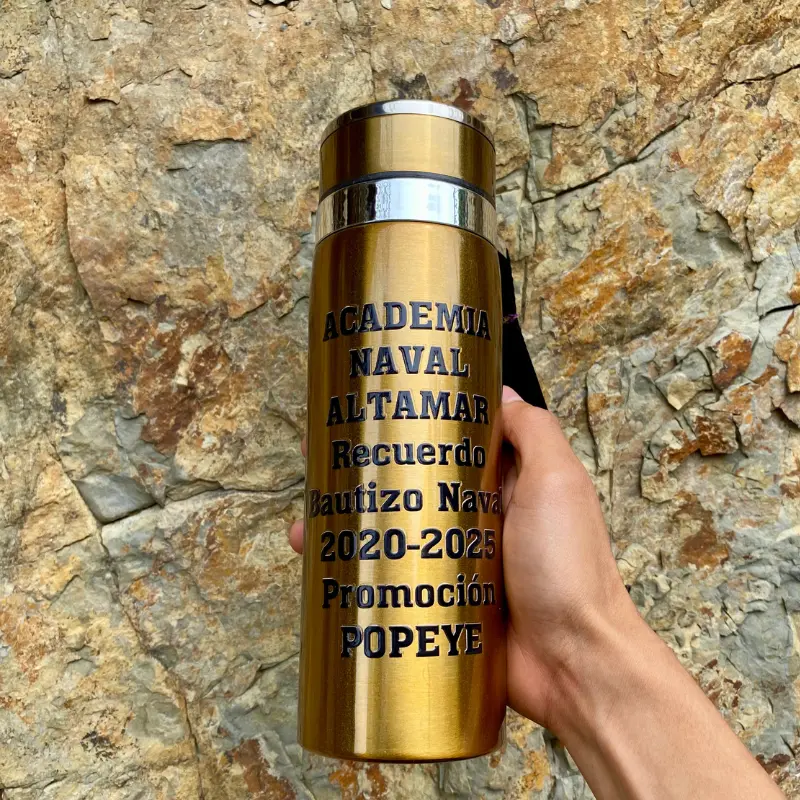 ACADEMIA
NAVAL
ALTAMAR
Recuerdo
Bautizo Naval
2020-2025
Promoción
POPEYE